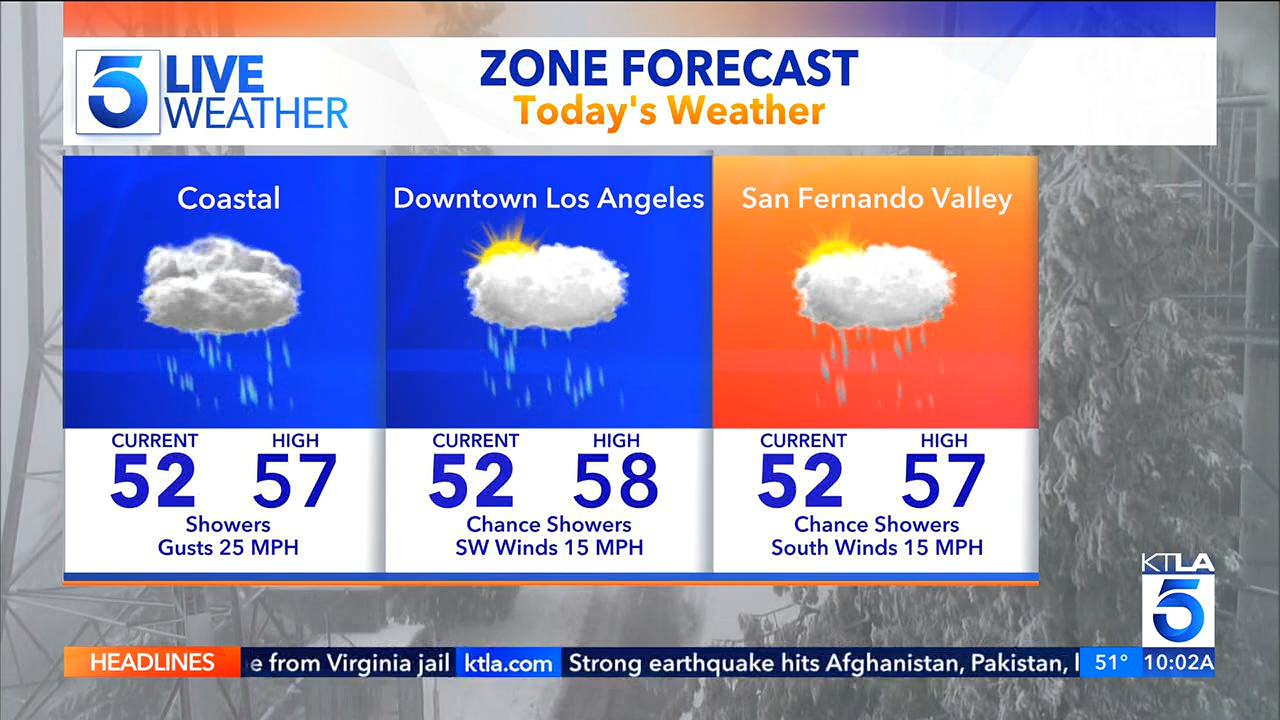 5 LIVE
WEATHER
ZONE FORECAST
Today's Weather
Coastal
CURRENT HIGH
52 57
Showers
Gusts 25 MPH
Downtown Los Angeles
CURRENT HIGH
52 58
Chance Showers
SW Winds 15 MPH
San Fernando Valley
CURRENT HIGH
52 57
Chance Showers
South Winds 15 MPH
KTLA
5
HEADLINES e from Virginia jail ktla.com Strong earthquake hits Afghanistan, Pakistan, 51° 10:02A